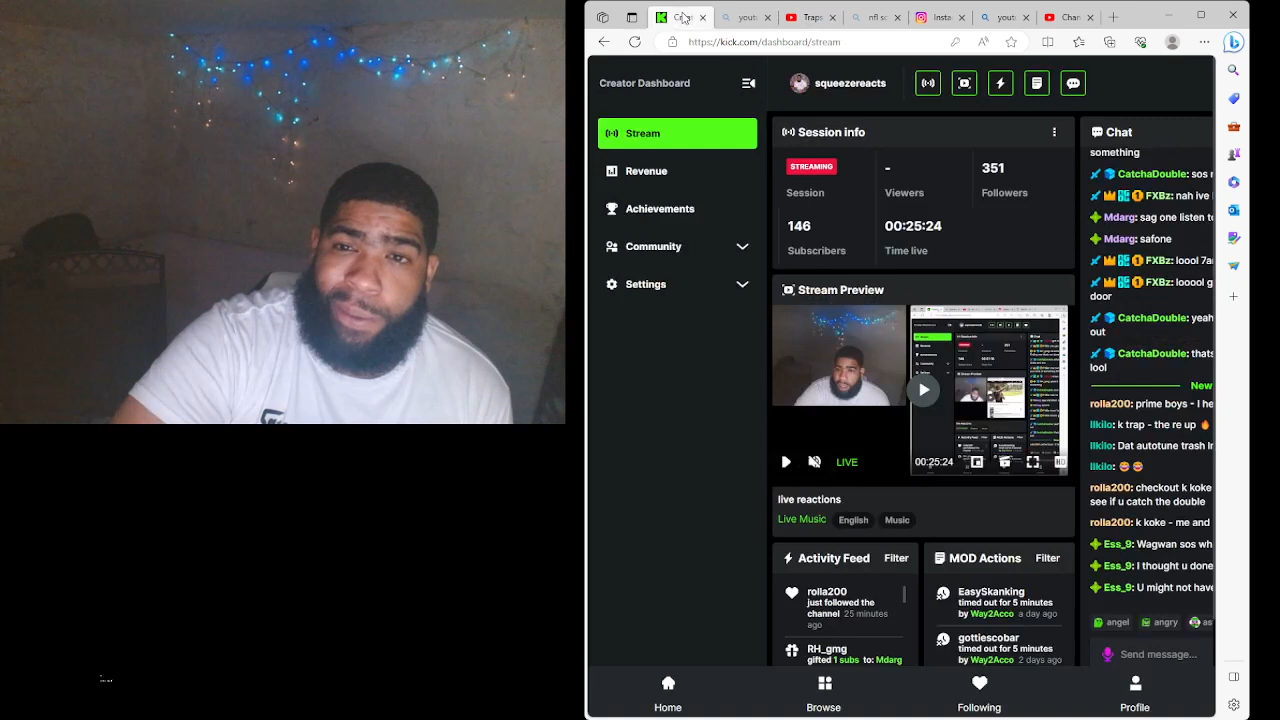 https://kick.com/dashboard/stream
Creator Dashboard
squeezereacts
Stream
Revenue
Achievements
Community
Settings
Session info
STREAMING
Session
-
Viewers
351
Followers
146
Subscribers
00:25:24
Time live
Stream Preview
LIVE
00:25:24
HD
live reactions
Live Music
English
Music
Activity Feed
Filter
rolla200
just followed the
channel 25 minutes
ago
RH_gmg
gifted 1 subs to: Mdarg
MOD Actions
Filter
EasySkanking
timed out for 5 minutes
by Way2Acco a day ago
gottiescobar
timed out for 5 minutes
by Way2Acco 2 days ago
Chat
something
CatchaDouble: sos
FXBz: nah ive
Mdarg: sag one listen to
Mdarg: safone
FXBz: loool
FXBz: looool
door
CatchaDouble: yeah
out
CatchaDouble: thats
lool
New
rolla200: prime boys - I he
llkilo: k trap - the re up
llkilo: Dat autotune trash
llkilo:
rolla200: checkout k koke
see if u catch the double
rolla200: k koke - me and
Ess_9: Wagwan sos wh
Ess_9: I thought u done
Ess_9: U might not have
angel
angry
Send message...
Home
Browse
Following
Profile